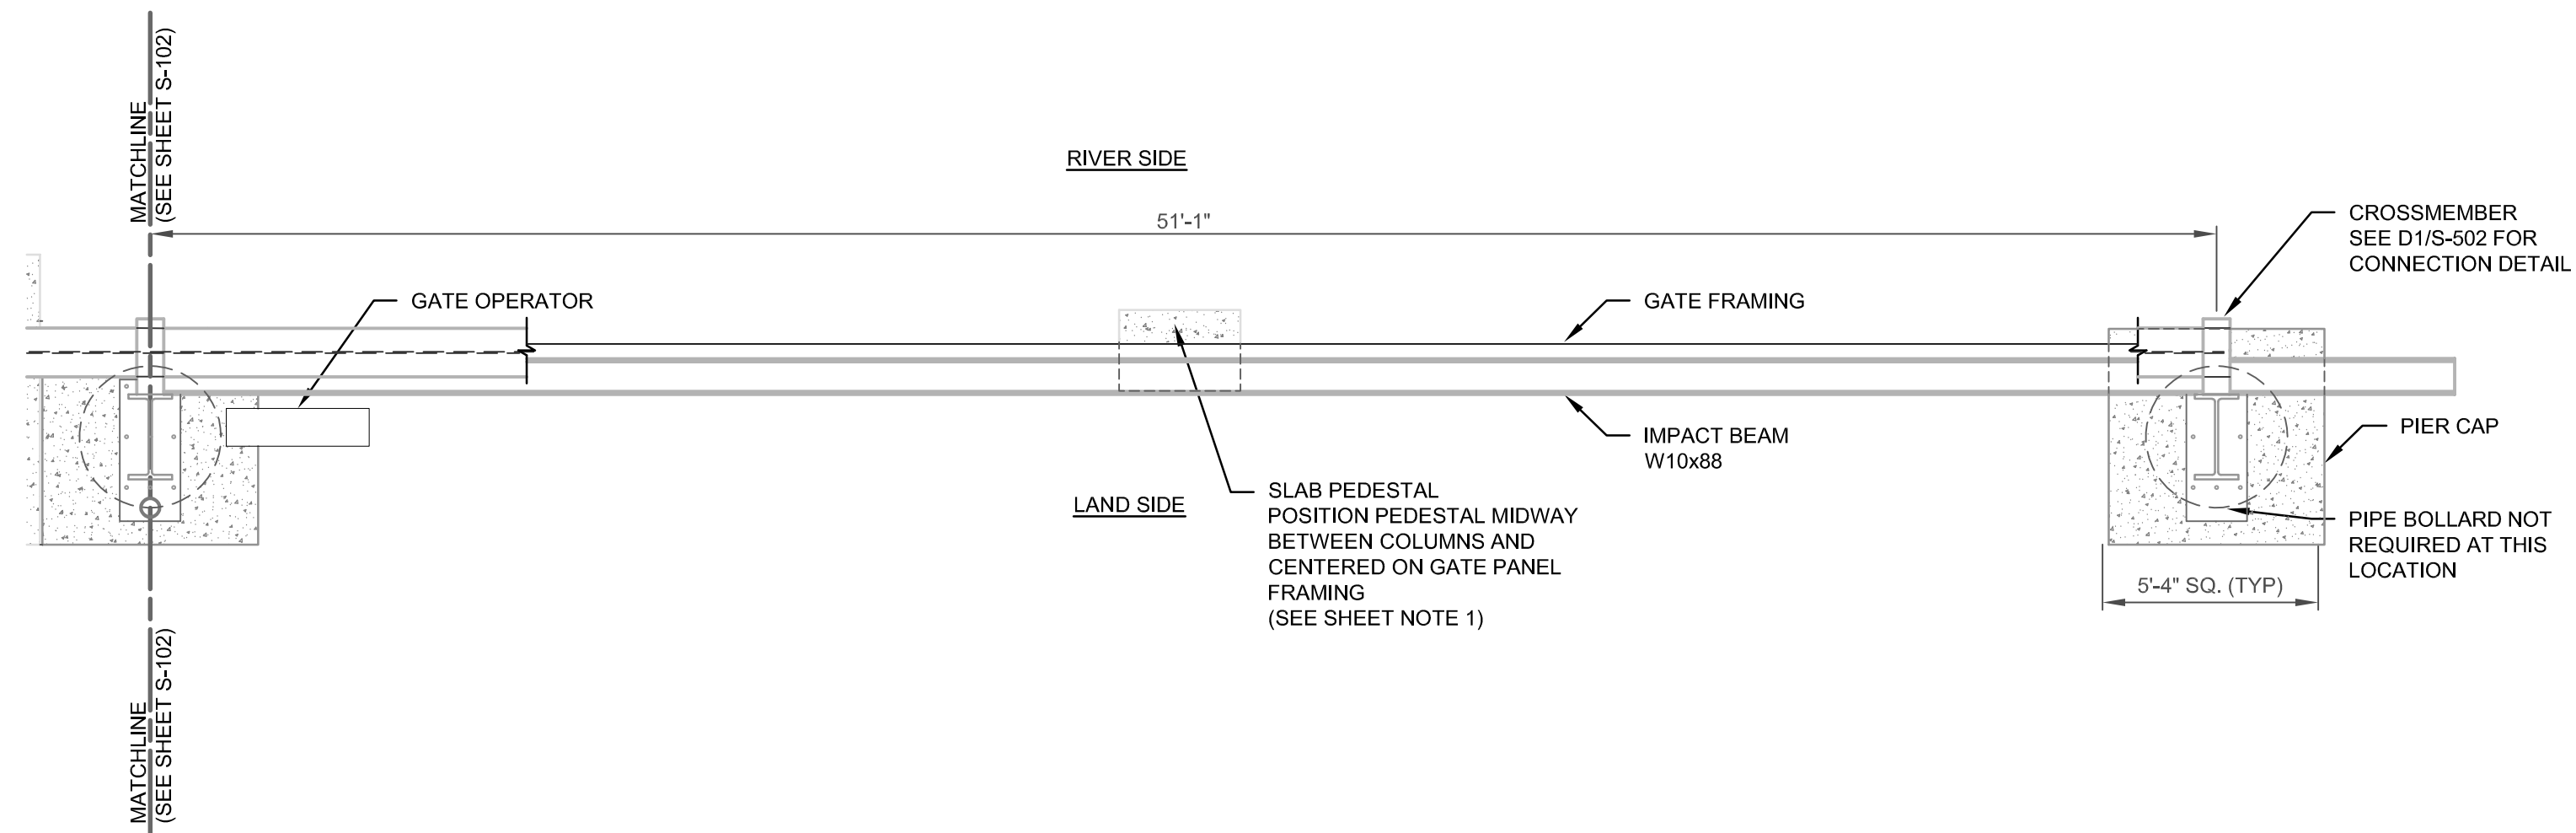 MATCHLINE
(SEE SHEET S-102)
RIVER SIDE
51'-1"
CROSSMEMBER
SEE D1/S-502 FOR
CONNECTION DETAIL
GATE OPERATOR
GATE FRAMING
PIER CAP
IMPACT BEAM
W10x88
SLAB PEDESTAL
POSITION PEDESTAL MIDWAY
BETWEEN COLUMNS AND
CENTERED ON GATE PANEL
FRAMING
(SEE SHEET NOTE 1)
LAND SIDE
PIPE BOLLARD NOT
REQUIRED AT THIS
LOCATION
5'-4" SQ. (TYP)
MATCHLINE
(SEE SHEET S-102)